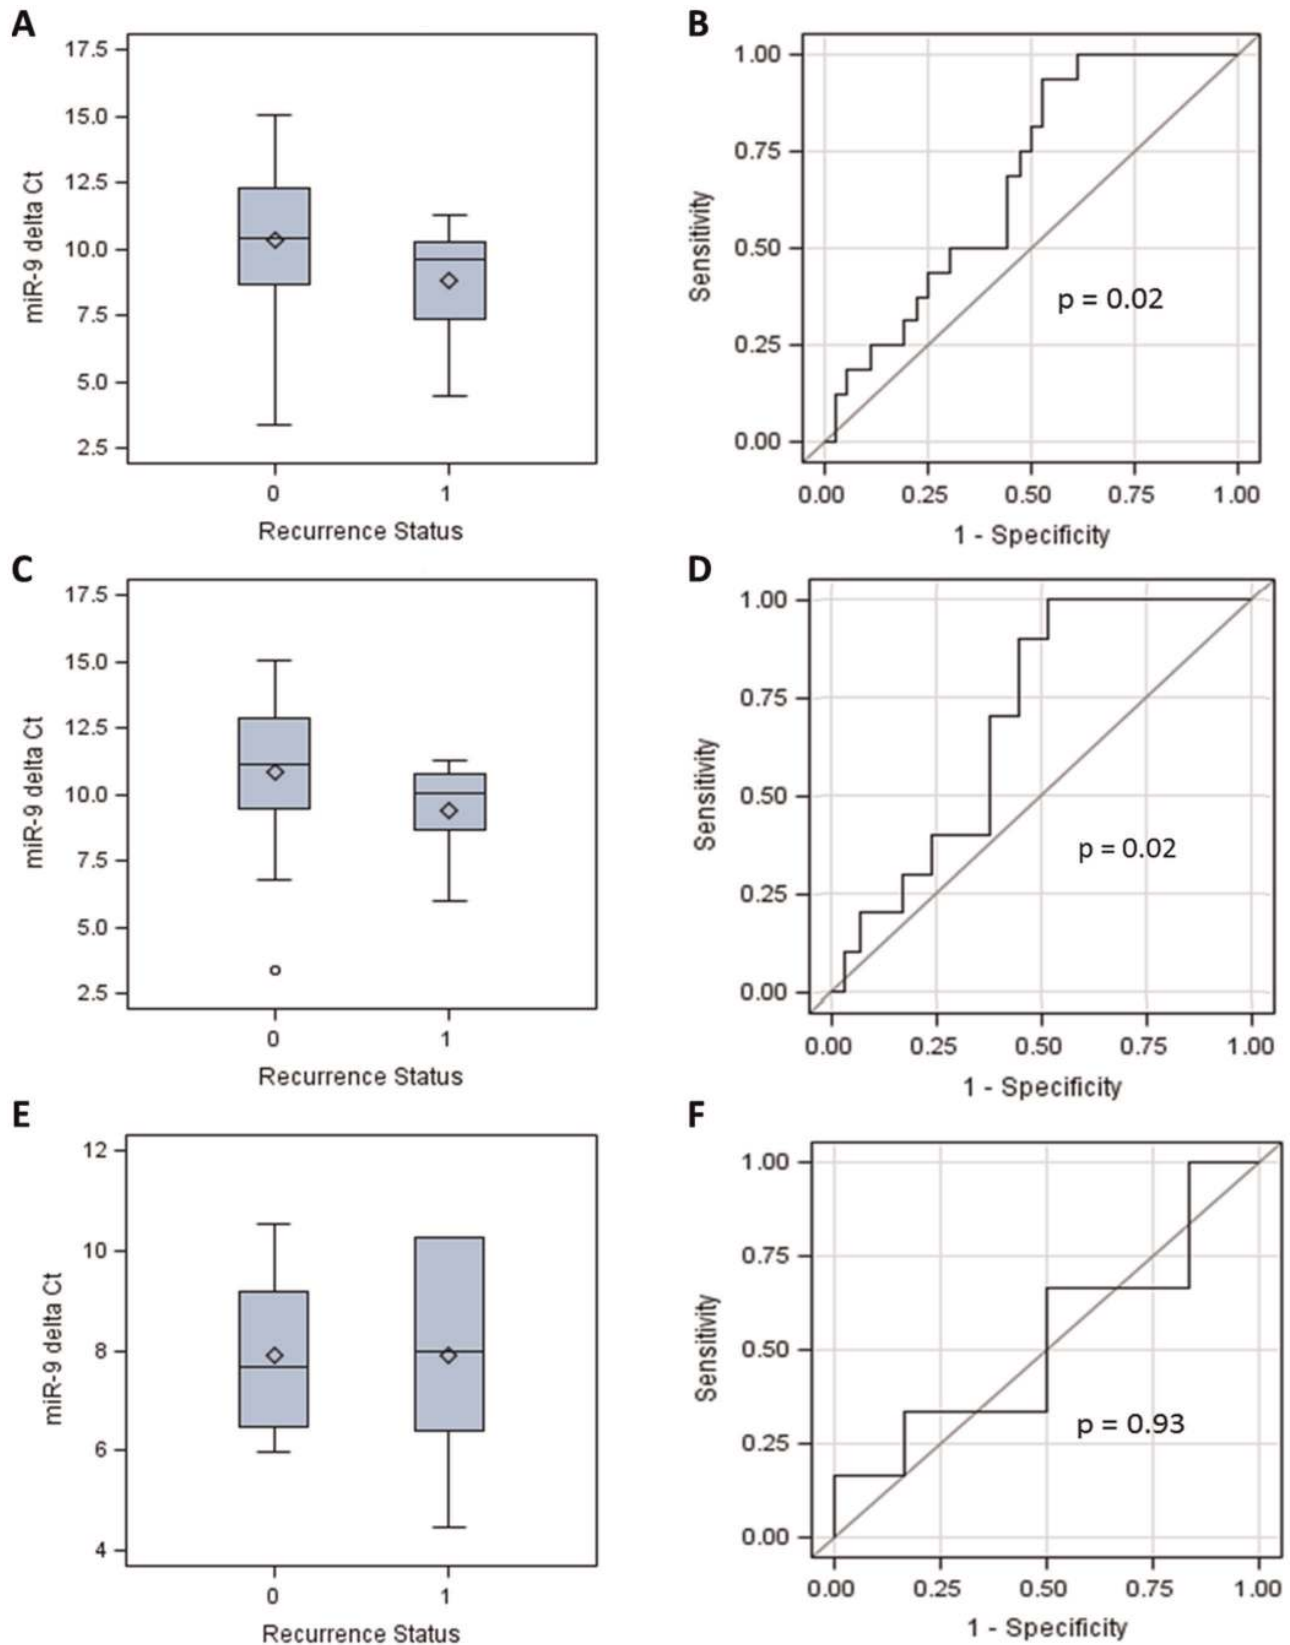 A
17.5
15.0
12.5
10.0
7.5
5.0
2.5
miR-9 delta Ct
0 1
Recurrence Status
B
1.00
0.75
0.50
0.25
0.00
Sensitivity
p = 0.02
0.00 0.25 0.50 0.75 1.00
1 - Specificity
C
17.5
15.0
12.5
10.0
7.5
5.0
2.5
miR-9 delta Ct
0 1
Recurrence Status
D
1.00
0.75
0.50
0.25
0.00
Sensitivity
p = 0.02
0.00 0.25 0.50 0.75 1.00
1 - Specificity
E
12
10
8
6
4
miR-9 delta Ct
0 1
Recurrence Status
F
1.00
0.75
0.50
0.25
0.00
Sensitivity
p = 0.93
0.00 0.25 0.50 0.75 1.00
1 - Specificity